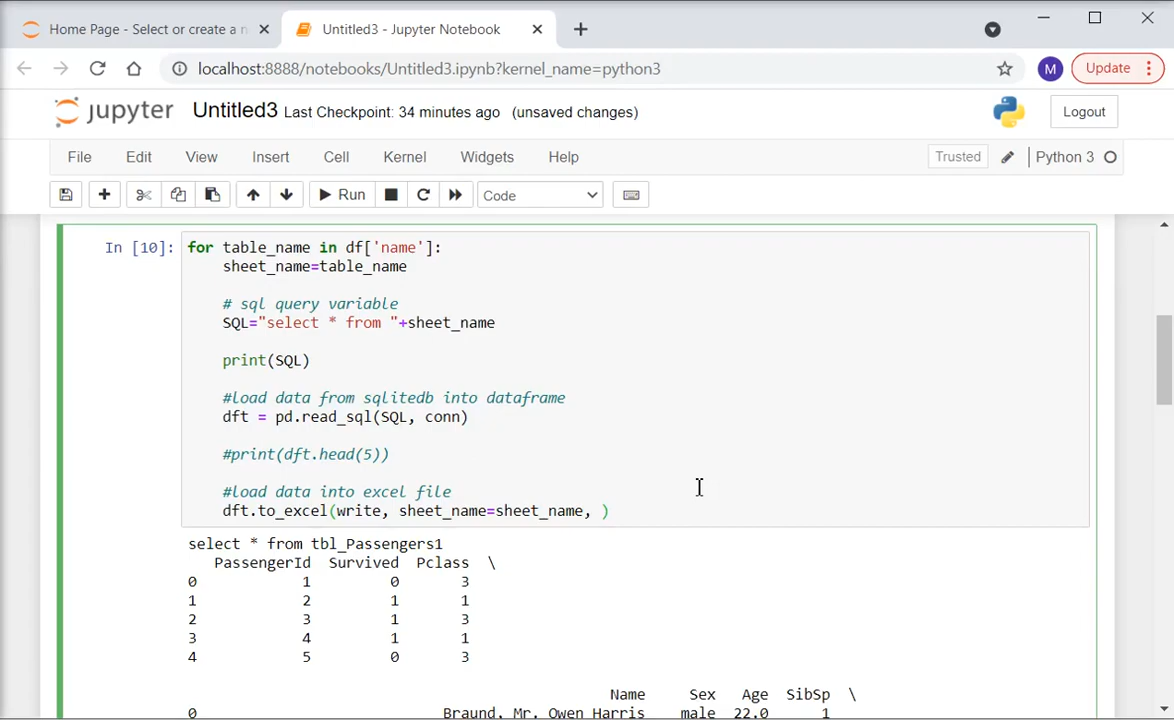 Home Page - Select or create a n
Untitled3 - Jupyter Notebook
localhost:8888/notebooks/Untitled3.ipynb?kernel_name=python3
M
Update
jupyter Untitled3 Last Checkpoint: 34 minutes ago (unsaved changes)
Logout
File Edit View Insert Cell Kernel Widgets Help
Trusted
Python 3
Run
Code
In [10]:
for table_name in df['name']:
sheet_name=table_name
# sql query variable
SQL="select * from "+sheet_name
print(SQL)
#load data from sqlitedb into dataframe
dft = pd.read_sql(SQL, conn)
#print(dft.head(5))
#load data into excel file
dft.to_excel(write, sheet_name=sheet_name, )
select * from tbl_Passengers1
PassengerId Survived Pclass \
0 1 0 3
1 2 1 1
2 3 1 3
3 4 1 1
4 5 0 3
Name Sex Age SibSp \
0 Braund, Mr. Owen Harris male 22.0 1